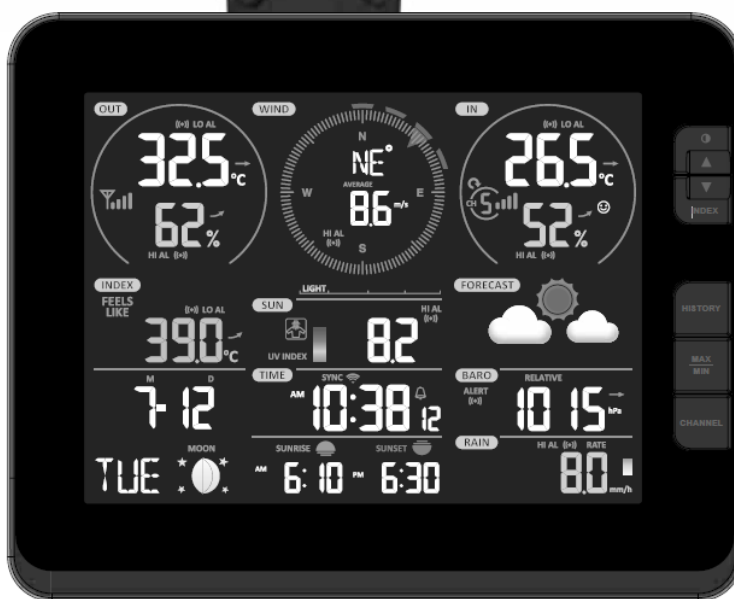 OUT
((•)) LO AL
32.5 °C
62 %
HI AL ((•))
WIND
N
NE°
AVERAGE
W
E
8.6 m/s
HI AL
((•))
S
IN
((•)) LO AL
26.5 °C
CH 5
52 %
HI AL ((•))
INDEX
FEELS
LIKE
((•)) LO AL
39.0 °C
LIGHT
SUN
HI AL
((•))
UV INDEX
8.2
FORECAST
M D
7-12
TIME
SYNC
AM 10:38 12
BARO
RELATIVE
ALERT
((•))
1015 hPa
MOON
TUE
SUNRISE
SUNSET
AM 6:10 PM 6:30
RAIN
HI AL ((•)) RATE
8.0 mm/h
INDEX
HISTORY
MAX
MIN
CHANNEL